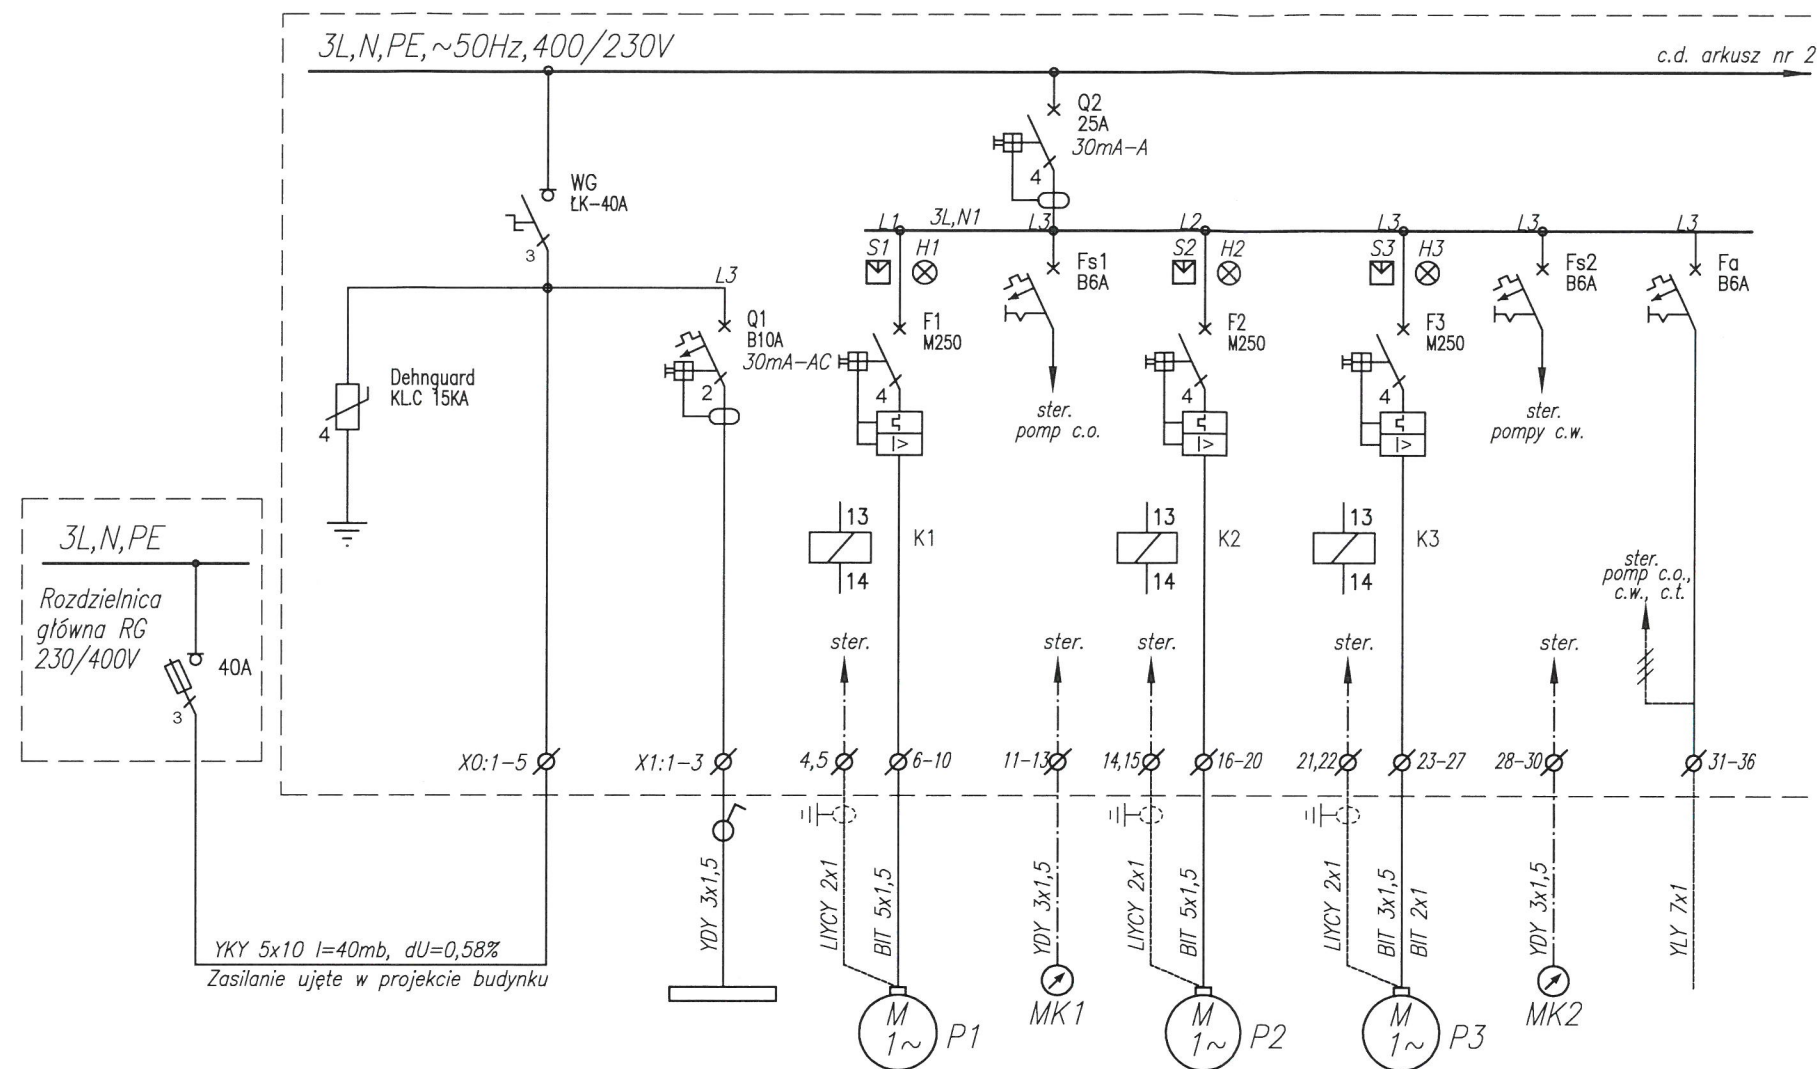 3L,N,PE,~50Hz,400/230V
c.d. arkusz nr 2
Q2
25A
30mA-A
4
WG
ŁK-40A
3
3L,N1
L1
L3
L2
L3
L3
L3
S1
H1
S2
H2
S3
H3
Fs1
B6A
Fs2
B6A
Fa
B6A
L3
Q1
B10A
30mA-AC
2
F1
M250
4
F2
M250
4
F3
M250
4
I>
I>
I>
Dehnguard
KL.C 15KA
4
ster.
pomp c.o.
ster.
pompy c.w.
13
14
K1
13
14
K2
13
14
K3
3L,N,PE
Rozdzielnica
główna RG
230/400V
40A
3
ster.
pomp c.o.,
c.w., c.t.
ster.
ster.
ster.
ster.
ster.
X0:1-5
X1:1-3
4,5
6-10
11-13
14,15
16-20
21,22
23-27
28-30
31-36
YDY 3x1,5
LIYCY 2x1
BIT 5x1,5
YDY 3x1,5
LIYCY 2x1
BIT 5x1,5
LIYCY 2x1
BIT 3x1,5
BIT 2x1
YDY 3x1,5
YLY 7x1
YKY 5x10 l=40mb, dU=0,58%
Zasilanie ujęte w projekcie budynku
M
1~
P1
MK1
M
1~
P2
M
1~
P3
MK2